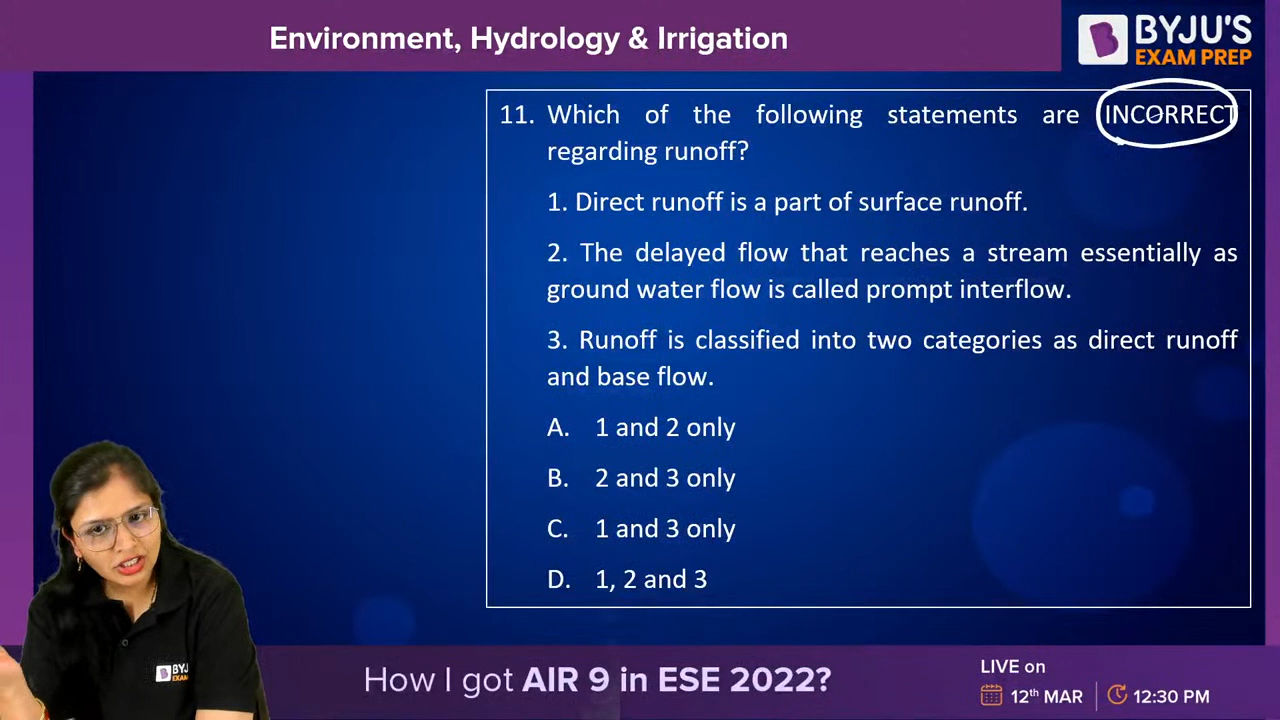 Environment, Hydrology & Irrigation
BYJU'S
EXAM PREP
11. Which of the following statements are INCORRECT
regarding runoff?
1. Direct runoff is a part of surface runoff.
2. The delayed flow that reaches a stream essentially as
ground water flow is called prompt interflow.
3. Runoff is classified into two categories as direct runoff
and base flow.
A. 1 and 2 only
B. 2 and 3 only
C. 1 and 3 only
D. 1, 2 and 3
BYJU
EXAM
How I got AIR 9 in ESE 2022?
LIVE on
12th MAR
12:30 PM